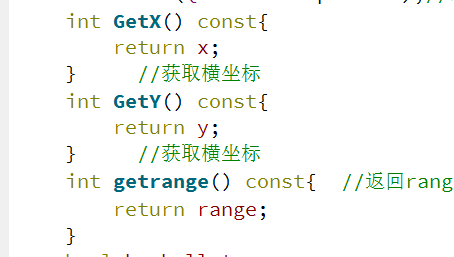 int GetX() const{
return x;
} //获取横坐标
int GetY() const{
return y;
} //获取横坐标
int getrange() const{ //返回rang
return range;
}